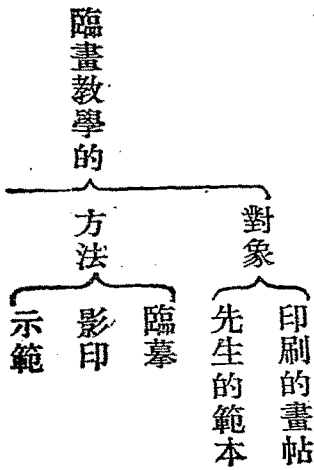 臨畫教學的
對象
印刷的畫帖
先生的範本
方法
臨摹
影印
示範